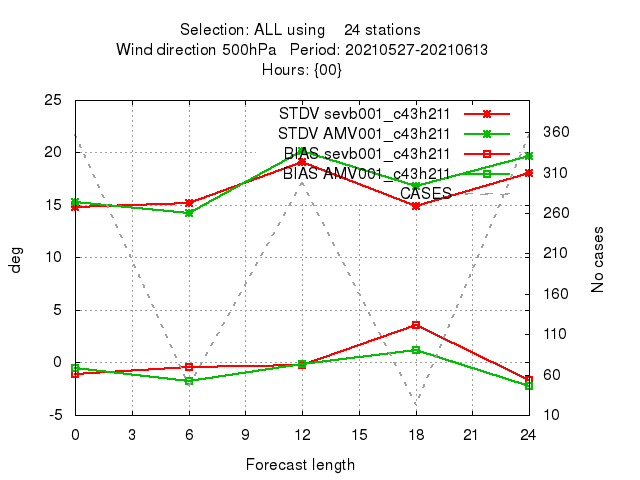 Selection: ALL using 24 stations
Wind direction 500hPa Period: 20210527-20210613
Hours: {00}
STDV sevb001_c43h211
STDV AMV001_c43h211
BIAS sevb001_c43h211
BIAS AMV001_c43h211
CASES
25
20
15
10
5
0
-5
deg
360
310
260
210
160
110
60
10
No cases
0 3 6 9 12 15 18 21 24
Forecast length